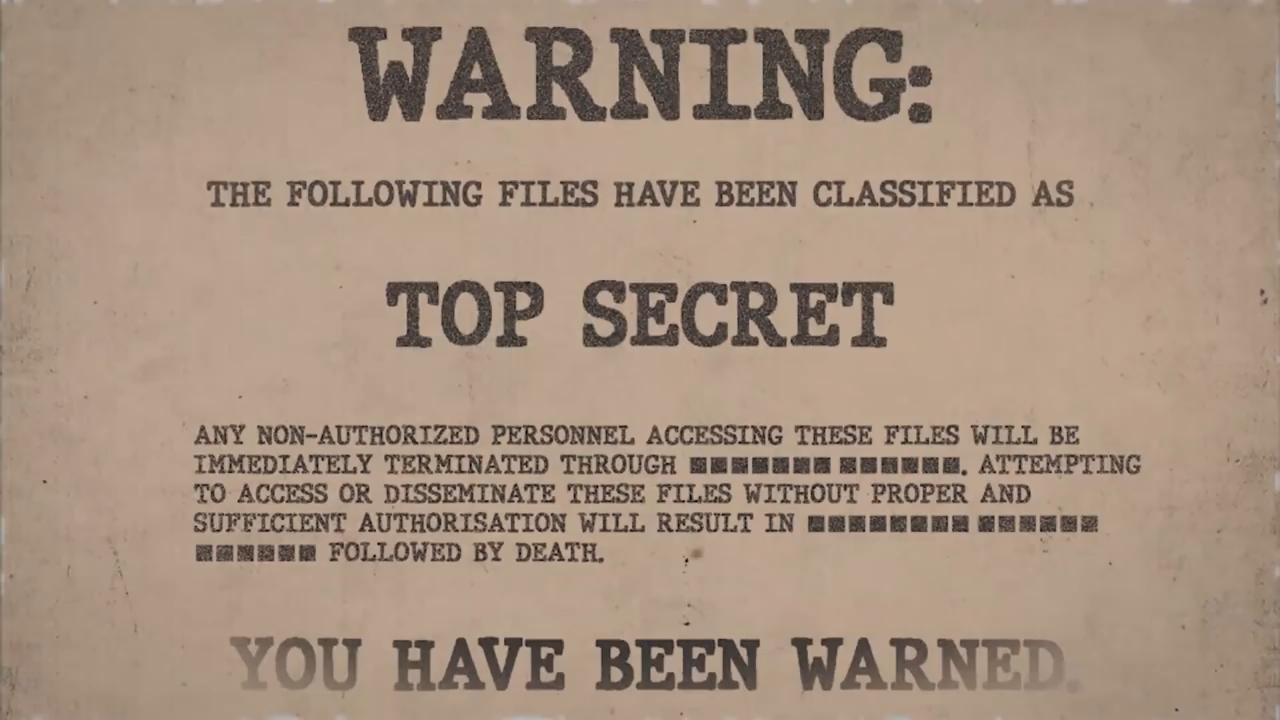 WARNING:
THE FOLLOWING FILES HAVE BEEN CLASSIFIED AS
TOP SECRET
ANY NON-AUTHORIZED PERSONNEL ACCESSING THESE FILES WILL BE
IMMEDIATELY TERMINATED THROUGH ■■■■■■■ ■■■■■■. ATTEMPTING
TO ACCESS OR DISSEMINATE THESE FILES WITHOUT PROPER AND
SUFFICIENT AUTHORISATION WILL RESULT IN ■■■■■■■■ ■■■■■■
■■■■■■ FOLLOWED BY DEATH.
YOU HAVE BEEN WARNED.